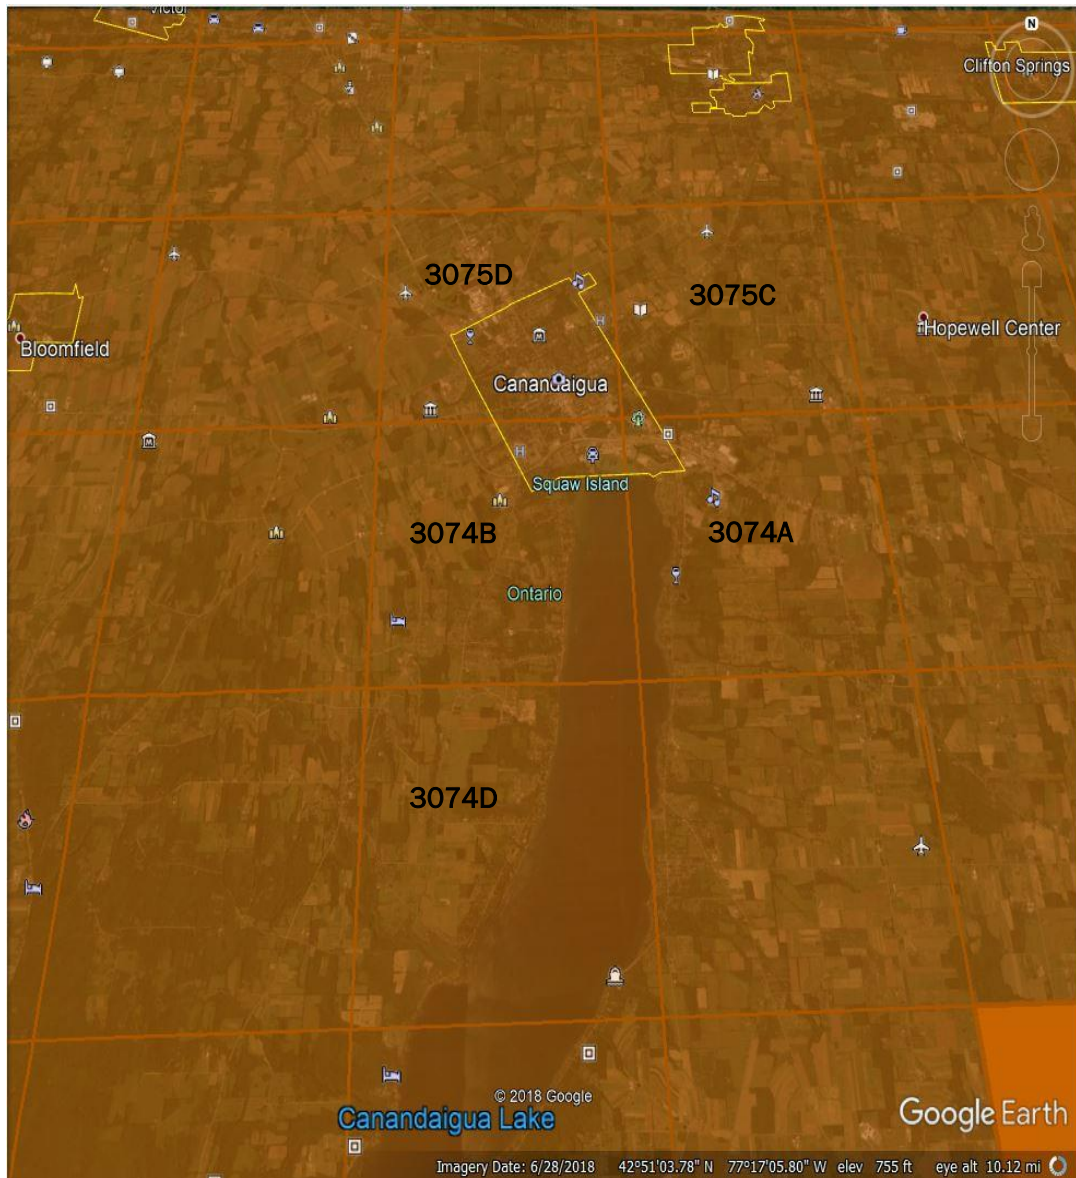 Victor
N
Clifton Springs
3075D
3075C
H
Bloomfield
Hopewell Center
M
Canandaigua
M
H
Squaw Island
3074B
3074A
Ontario
3074D
© 2018 Google
Canandaigua Lake
Google Earth
Imagery Date: 6/28/2018 42°51'03.78" N 77°17'05.80" W elev 755 ft eye alt 10.12 mi